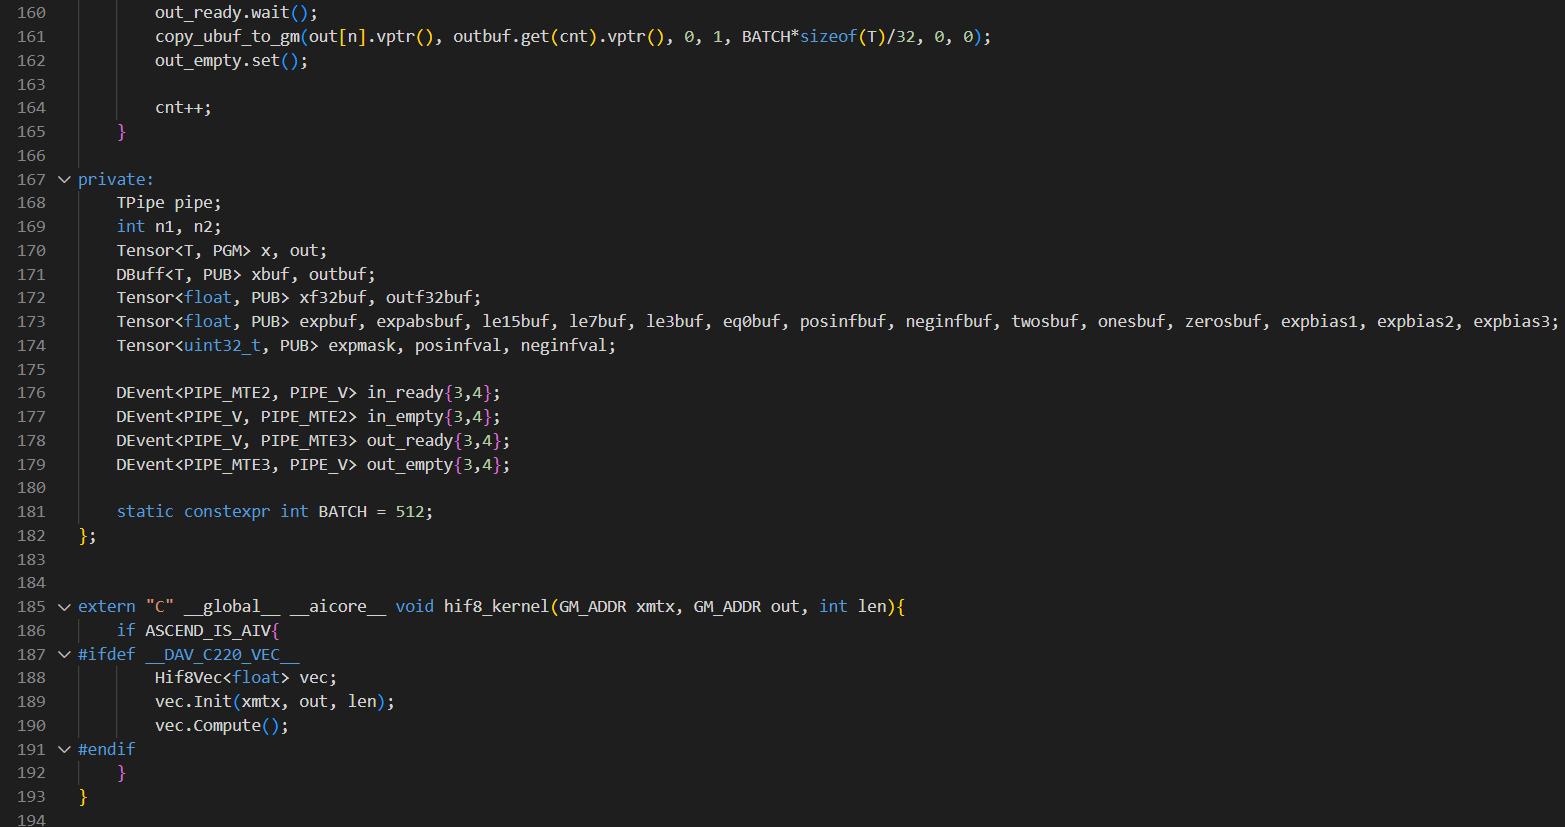 160 out_ready.wait();
161 copy_ubuf_to_gm(out[n].vptr(), outbuf.get(cnt).vptr(), 0, 1, BATCH*sizeof(T)/32, 0, 0);
162 out_empty.set();
163
164 cnt++;
165 }
166
167 private:
168 TPipe pipe;
169 int n1, n2;
170 Tensor<T, PGM> x, out;
171 DBuff<T, PUB> xbuf, outbuf;
172 Tensor<float, PUB> xf32buf, outf32buf;
173 Tensor<float, PUB> expbuf, expabsbuf, le15buf, le7buf, le3buf, eq0buf, posinfbuf, neginfbuf, twosbuf, onesbuf, zerosbuf, expbias1, expbias2, expbias3;
174 Tensor<uint32_t, PUB> expmask, posinfval, neginfval;
175
176 DEvent<PIPE_MTE2, PIPE_V> in_ready{3,4};
177 DEvent<PIPE_V, PIPE_MTE2> in_empty{3,4};
178 DEvent<PIPE_V, PIPE_MTE3> out_ready{3,4};
179 DEvent<PIPE_MTE3, PIPE_V> out_empty{3,4};
180
181 static constexpr int BATCH = 512;
182 };
183
184
185 extern "C" __global__ __aicore__ void hif8_kernel(GM_ADDR xmtx, GM_ADDR out, int len){
186 if ASCEND_IS_AIV{
187 #ifdef __DAV_C220_VEC__
188 Hif8Vec<float> vec;
189 vec.Init(xmtx, out, len);
190 vec.Compute();
191 #endif
192 }
193 }
194